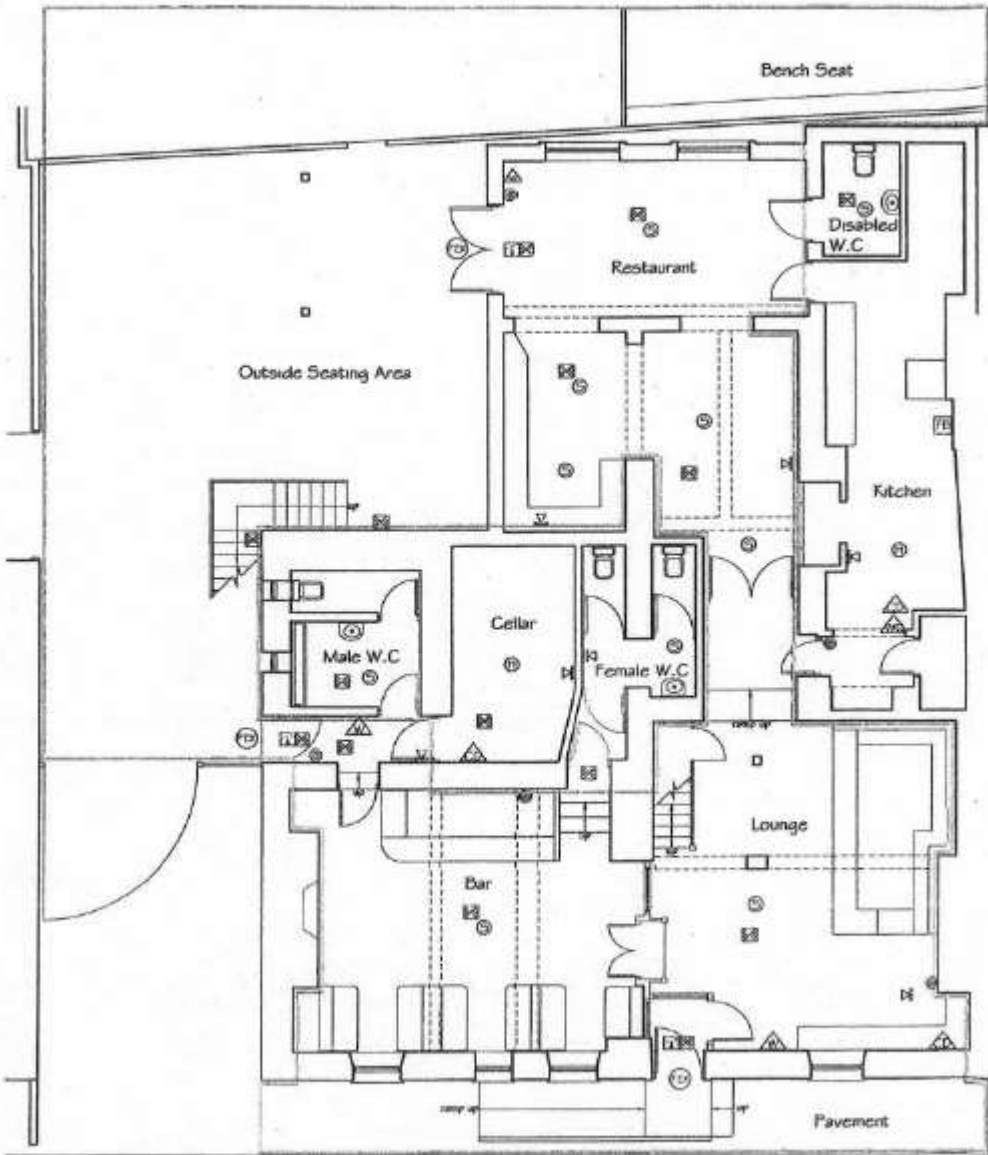 Bench Seat
Disabled
W.C
Restaurant
Outside Seating Area
Kitchen
Cellar
Male W.C
Female W.C
Lounge
Bar
Pavement